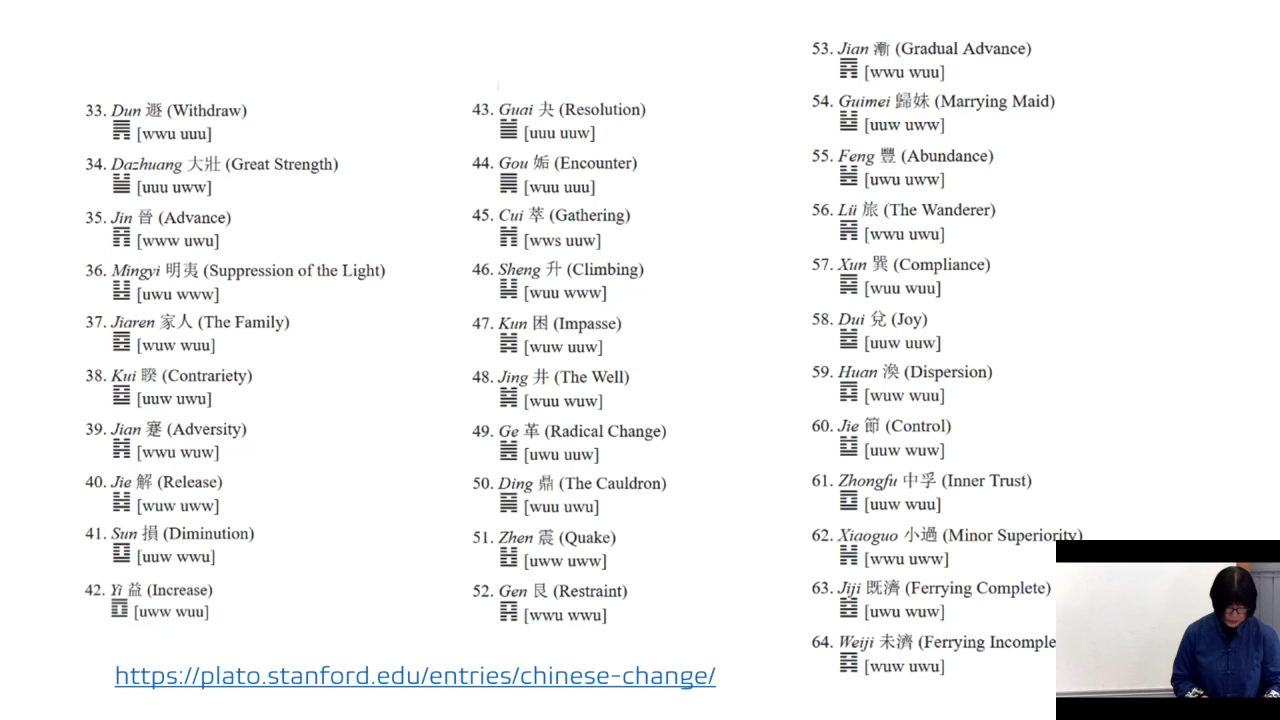 33. Dun 遯 (Withdraw)
䷠ [wwu uuu]
34. Dazhuang 大壯 (Great Strength)
䷡ [uuu uww]
35. Jin 晉 (Advance)
䷢ [www uwu]
36. Mingyi 明夷 (Suppression of the Light)
䷣ [uwu www]
37. Jiaren 家人 (The Family)
䷤ [wuw wuu]
38. Kui 睽 (Contrariety)
䷥ [uuw uwu]
39. Jian 蹇 (Adversity)
䷦ [wwu wuw]
40. Jie 解 (Release)
䷧ [wuw uww]
41. Sun 損 (Diminution)
䷨ [uuw wwu]
42. Yi 益 (Increase)
䷩ [uww wuu]
43. Guai 夬 (Resolution)
䷪ [uuu uuw]
44. Gou 姤 (Encounter)
䷫ [wuu uuu]
45. Cui 萃 (Gathering)
䷬ [wws uuw]
46. Sheng 升 (Climbing)
䷭ [wuu www]
47. Kun 困 (Impasse)
䷮ [wuw uuw]
48. Jing 井 (The Well)
䷯ [wuu wuw]
49. Ge 革 (Radical Change)
䷰ [uwu uuw]
50. Ding 鼎 (The Cauldron)
䷱ [wuu uwu]
51. Zhen 震 (Quake)
䷲ [uww uww]
52. Gen 艮 (Restraint)
䷳ [wwu wwu]
53. Jian 漸 (Gradual Advance)
䷴ [wwu wuu]
54. Guimei 歸妹 (Marrying Maid)
䷵ [uuw uww]
55. Feng 豐 (Abundance)
䷶ [uwu uww]
56. Lü 旅 (The Wanderer)
䷷ [wwu uwu]
57. Xun 巽 (Compliance)
䷸ [wuu wuu]
58. Dui 兌 (Joy)
䷹ [uuw uuw]
59. Huan 渙 (Dispersion)
䷺ [wuw wuu]
60. Jie 節 (Control)
䷻ [uuw wuw]
61. Zhongfu 中孚 (Inner Trust)
䷼ [uuw wuu]
62. Xiaoguo 小過 (Minor Superiority)
䷽ [wwu uww]
63. Jiji 既濟 (Ferrying Complete)
䷾ [uwu wuw]
64. Weiji 未濟 (Ferrying Incomple
䷿ [wuw uwu]
https://plato.stanford.edu/entries/chinese-change/